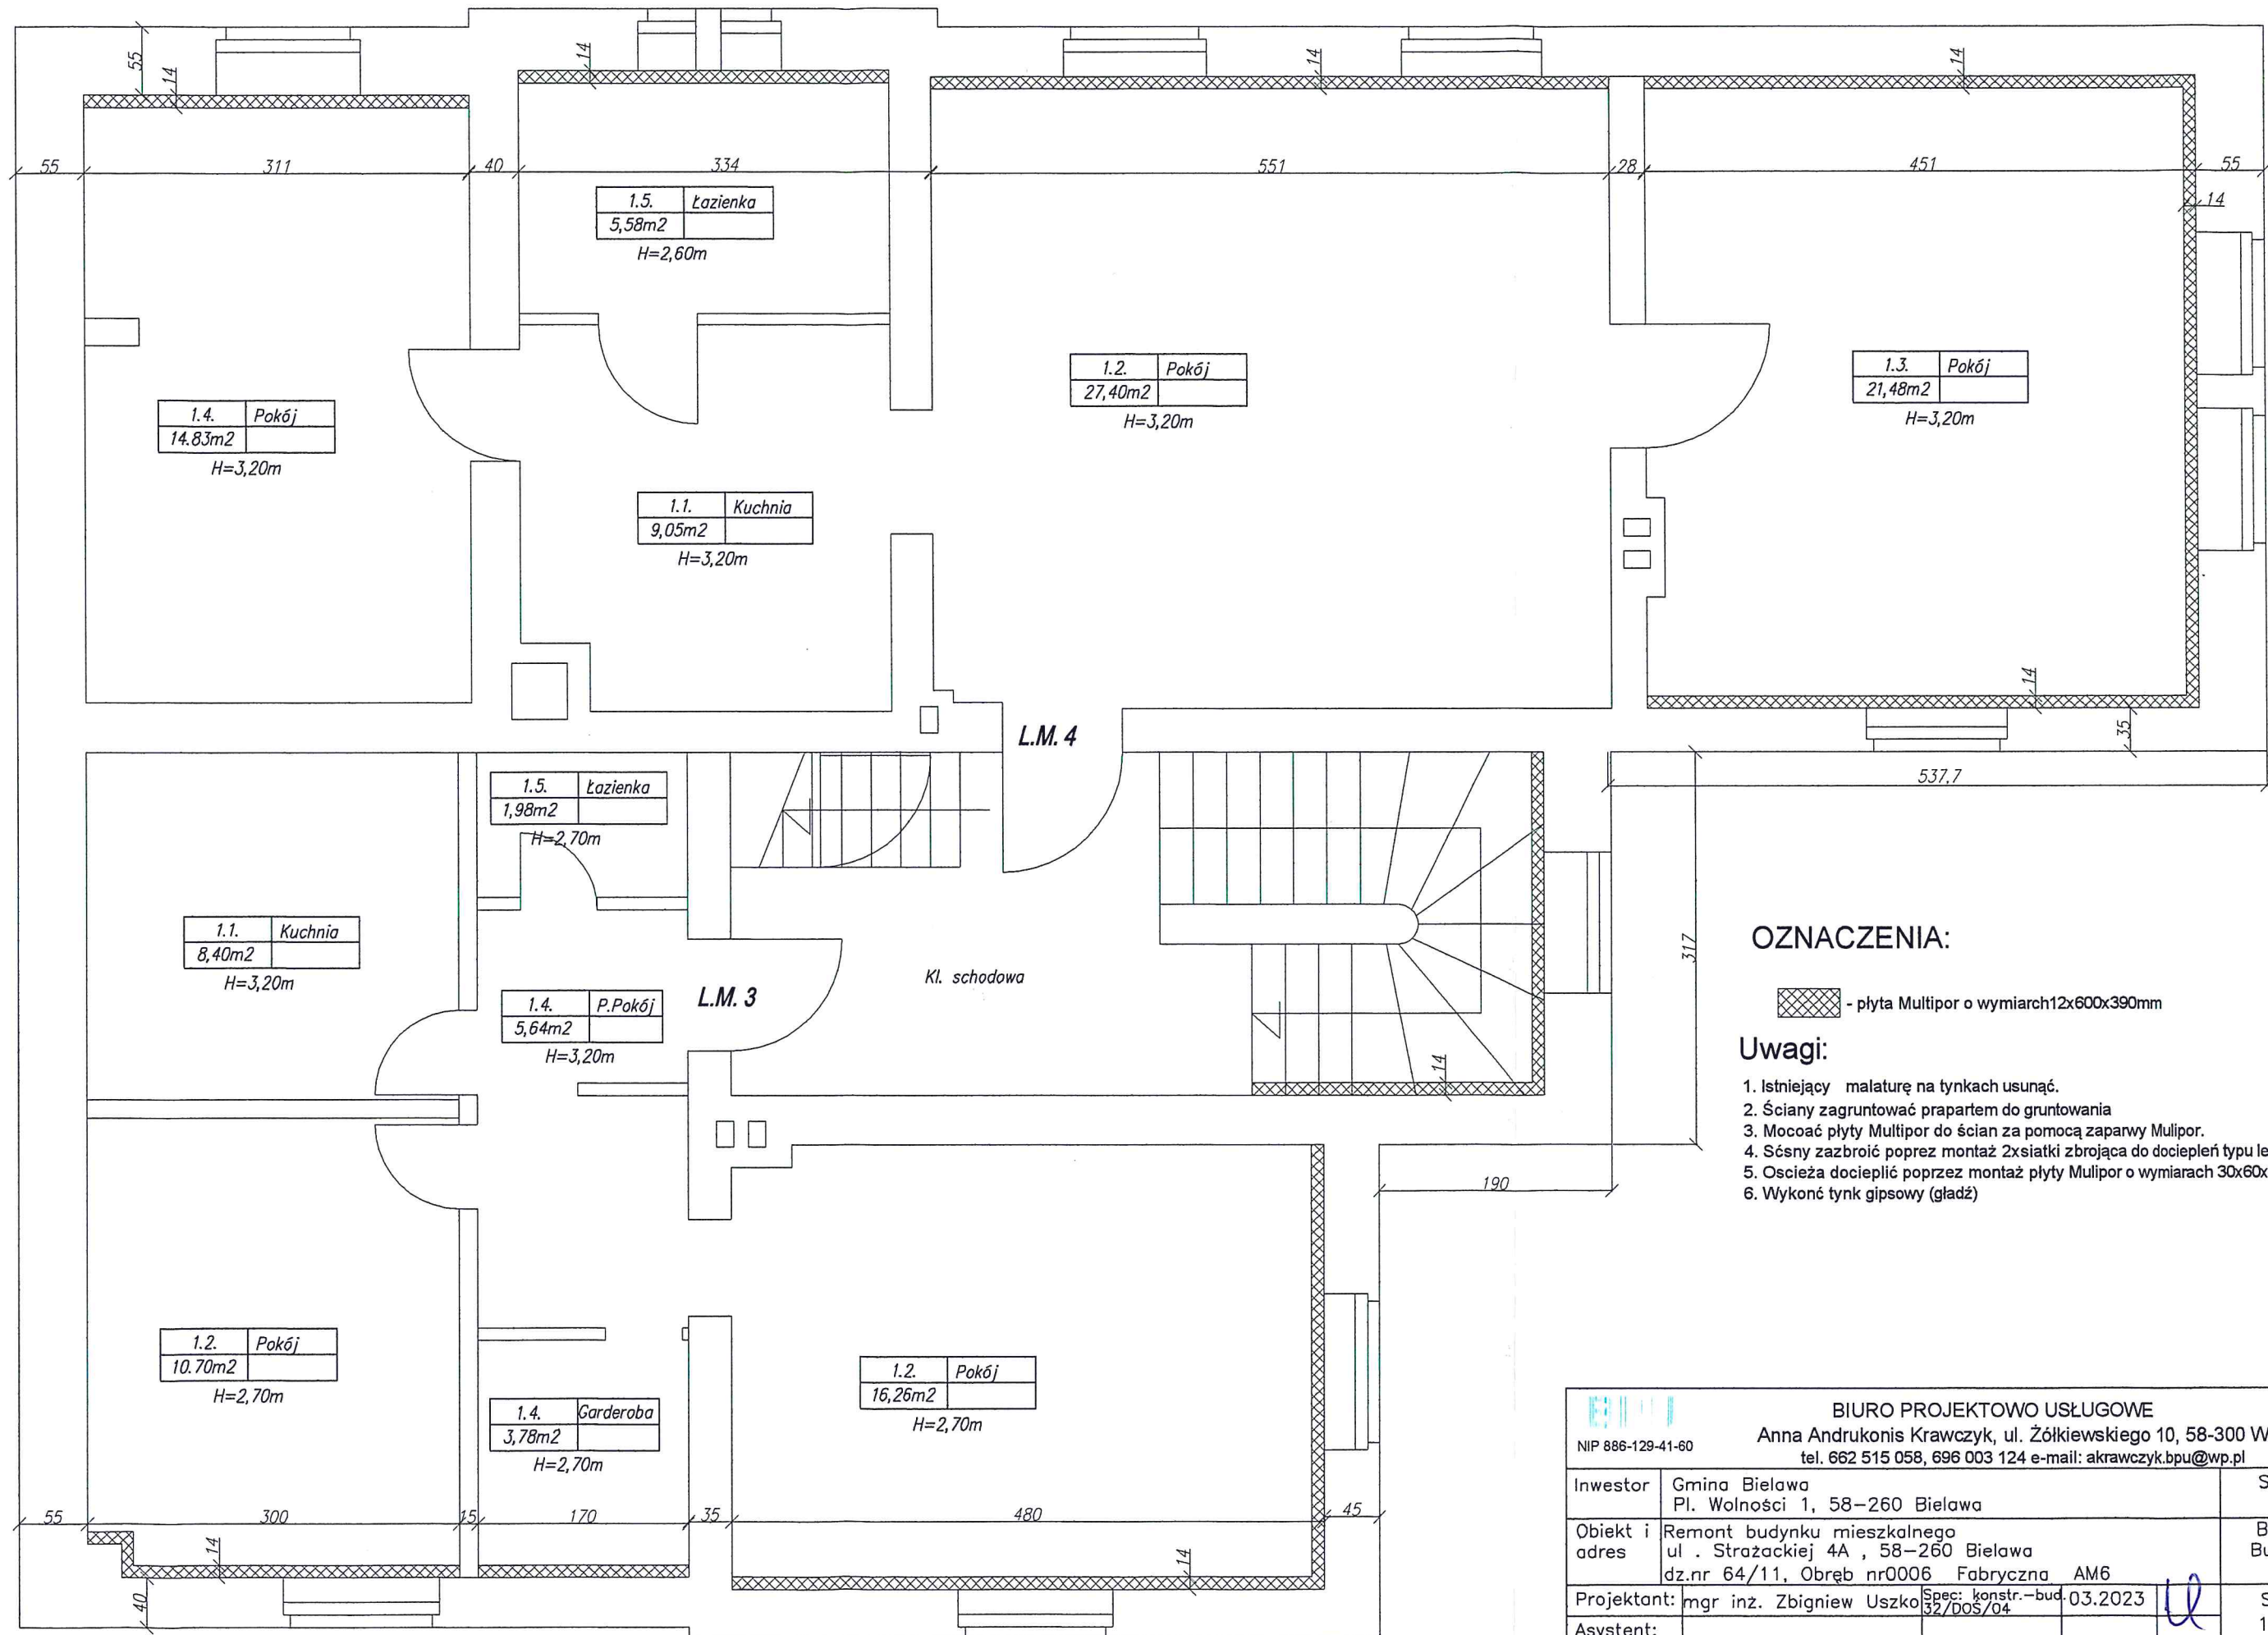 55
14
14
14
14
55
311
40
334
551
28
451
55
14
1.5. Łazienka
5,58m2
H=2,60m
1.4. Pokój
14.83m2
H=3,20m
1.2. Pokój
27,40m2
H=3,20m
1.3. Pokój
21,48m2
H=3,20m
1.1. Kuchnia
9,05m2
H=3,20m
14
35
L.M. 4
537,7
1.5. Łazienka
1,98m2
H=2,70m
1.1. Kuchnia
8,40m2
H=3,20m
1.4. P.Pokój
5,64m2
H=3,20m
L.M. 3
Kl. schodowa
14
317
190
OZNACZENIA:
- płyta Multipor o wymiarch12x600x390mm
Uwagi:
1. Istniejący malaturę na tynkach usunąć.
2. Ściany zagruntować prapartem do gruntowania
3. Mocoać płyty Multipor do ścian za pomocą zaparwy Mulipor.
4. Sćsny zazbroić poprez montaż 2xsiatki zbrojąca do dociepleń typu le
5. Oscieża docieplić poprzez montaż płyty Mulipor o wymiarach 30x60x
6. Wykonć tynk gipsowy (gładź)
1.2. Pokój
10.70m2
H=2,70m
1.4. Garderoba
3,78m2
H=2,70m
1.2. Pokój
16,26m2
H=2,70m
55
300
15
170
35
480
45
14
14
40
BIURO PROJEKTOWO USŁUGOWE
NIP 886-129-41-60
Anna Andrukonis Krawczyk, ul. Żółkiewskiego 10, 58-300 W
tel. 662 515 058, 696 003 124 e-mail: akrawczyk.bpu@wp.pl
Inwestor Gmina Bielawa
Pl. Wolności 1, 58-260 Bielawa
S
Obiekt i adres
Remont budynku mieszkalnego
ul . Strażackiej 4A , 58-260 Bielawa
dz.nr 64/11, Obręb nr0006 Fabryczna AM6
B
Bu
Projektant: mgr inż. Zbigniew Uszko Spec: konstr.-bud. 32/DOŚ/04 03.2023
S
1
Asystent: